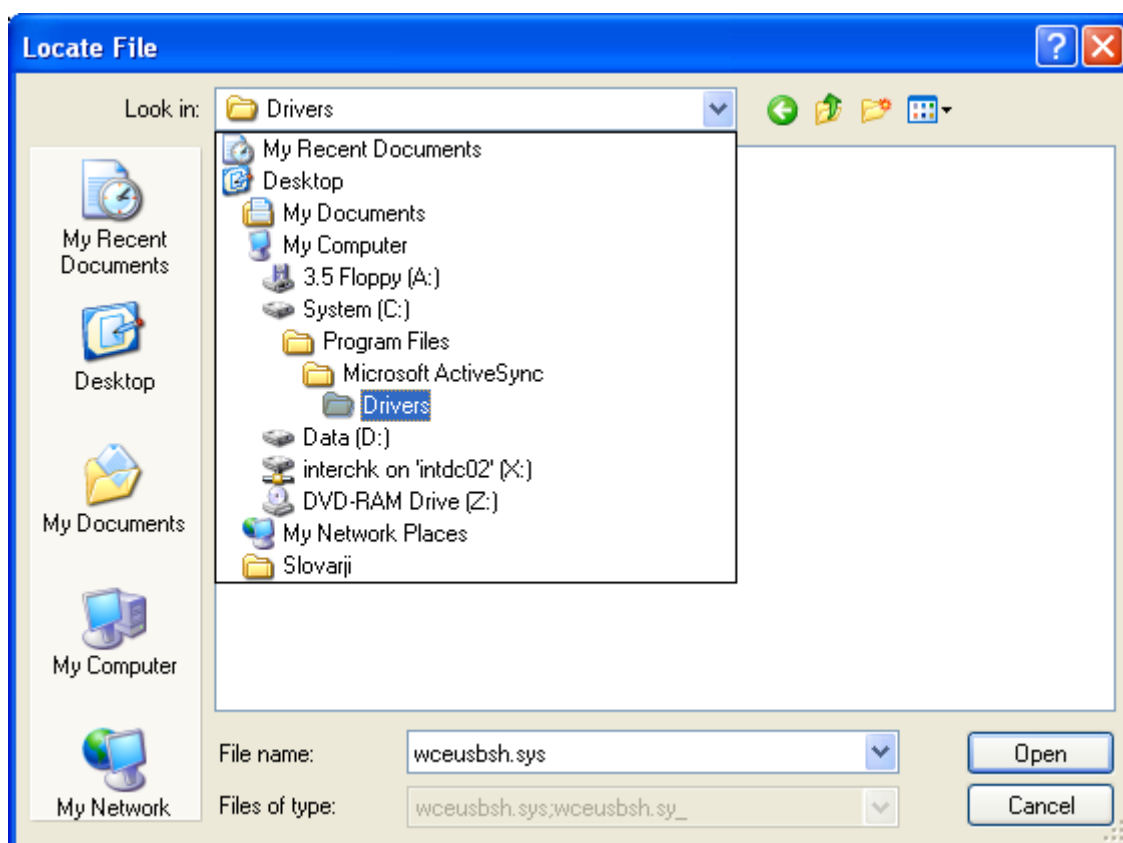 Locate File
Look in:
Drivers
My Recent Documents
Desktop
My Documents
My Computer
3.5 Floppy (A:)
System (C:)
Program Files
Microsoft ActiveSync
Drivers
Data (D:)
interchk on 'intdc02' (X:)
DVD-RAM Drive (Z:)
My Network Places
Slovarji
My Recent
Documents
Desktop
My Documents
My Computer
My Network
File name:
wceusbsh.sys
Open
Files of type:
wceusbsh.sys;wceusbsh.sy_
Cancel